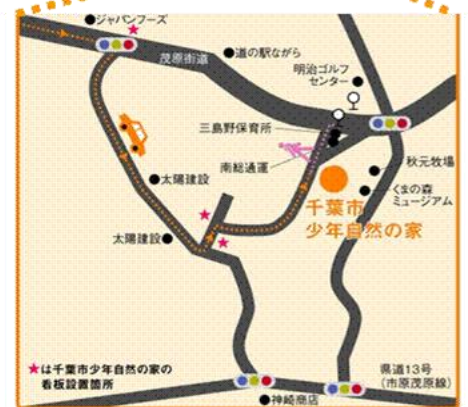 ジャパンフーズ
茂原街道
道の駅ながら
明治ゴルフ
センター
三島野保育所
南総通運
秋元牧場
くまの森
ミュージアム
太陽建設
千葉市
少年自然の家
太陽建設
★は千葉市少年自然の家の
看板設置箇所
県道13号
(市原茂原線)
神崎商店